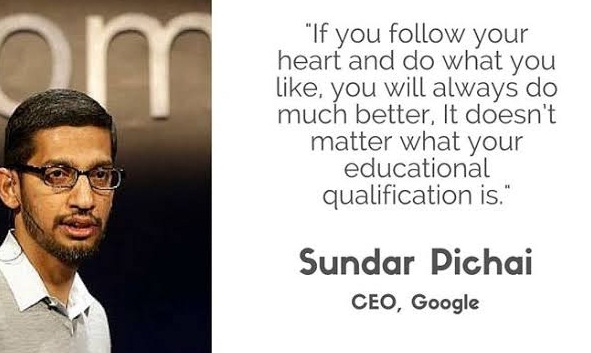 om
"If you follow your
heart and do what you
like, you will always do
much better, It doesn't
matter what your
educational
qualification is."
Sundar Pichai
CEO, Google